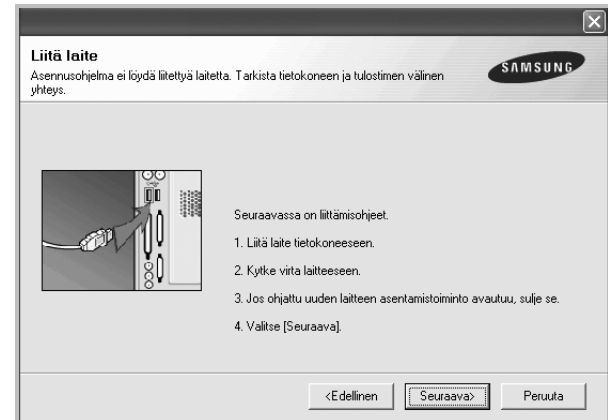 Liitä laite
Asennusohjelma ei löydä liitettyä laitetta. Tarkista tietokoneen ja tulostimen välinen
yhteys.
SAMSUNG
Seuraavassa on liittämisohjeet.
1. Liitä laite tietokoneeseen.
2. Kytke virta laitteeseen.
3. Jos ohjattu uuden laitteen asentamistoiminto avautuu, sulje se.
4. Valitse [Seuraava].
<Edellinen
Seuraava>
Peruuta